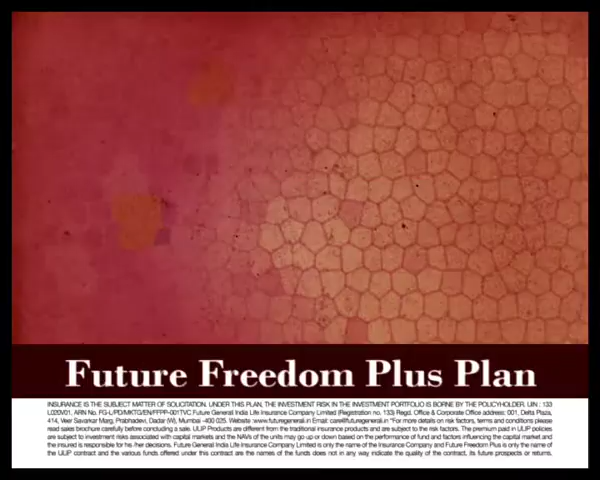 Future Freedom Plus Plan
INSURANCE IS THE SUBJECT MATTER OF SOLICITATION. UNDER THIS PLAN, THE INVESTMENT RISK IN THE INVESTMENT PORTFOLIO IS BORNE BY THE POLICYHOLDER. UIN : 133
L020V01, ARN No. FG-L/PD/MKTG/EN/FFPP-001TVC.Future Generali India Life Insurance Company Limited (Registration no. 133) Regd. Office & Corporate Office address: 001, Delta Plaza,
414, Veer Savarkar Marg, Prabhadevi, Dadar (W), Mumbai -400 025. Website :www.futuregenerali.in Email: care@futuregenerali.in "For more details on risk factors, terms and conditions please
read sales brochure carefully before concluding a sale. ULIP Products are different from the traditional insurance products and are subject to the risk factors. The premium paid in ULIP policies
are subject to investment risks associated with capital markets and the NAVs of the units may go up or down based on the performance of fund and factors influencing the capital market and
the insured is responsible for his /her decisions. Future Generali India Life Insurance Company Limited is only the name of the Insurance Company and Future Freedom Plus is only the name of
the ULIP contract and the various funds offered under this contract are the names of the funds does not in any way indicate the quality of the contract, its future prospects or returns.